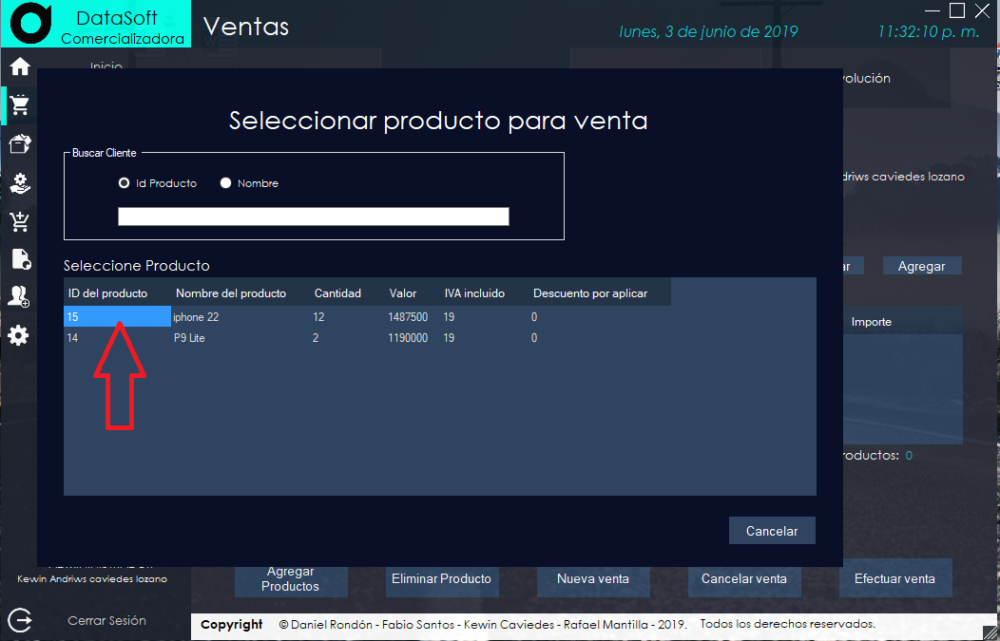 DataSoft
Comercializadora
Ventas
lunes, 3 de junio de 2019
11:32:10 p. m.
Inicio
volución
Seleccionar producto para venta
Buscar Cliente
Id Producto
Nombre
driws caviedes lozano
Seleccione Producto
ar
Agregar
ID del producto Nombre del producto Cantidad Valor IVA incluido Descuento por aplicar
15 iphone 22 12 1487500 19 0
14 P9 Lite 2 1190000 19 0
Importe
roductos: 0
Cancelar
Kewin Andriws caviedes lozano
Agregar
Productos
Eliminar Producto
Nueva venta
Cancelar venta
Efectuar venta
Cerrar Sesión
Copyright © Daniel Rondón - Fabio Santos - Kewin Caviedes - Rafael Mantilla - 2019. Todos los derechos reservados.